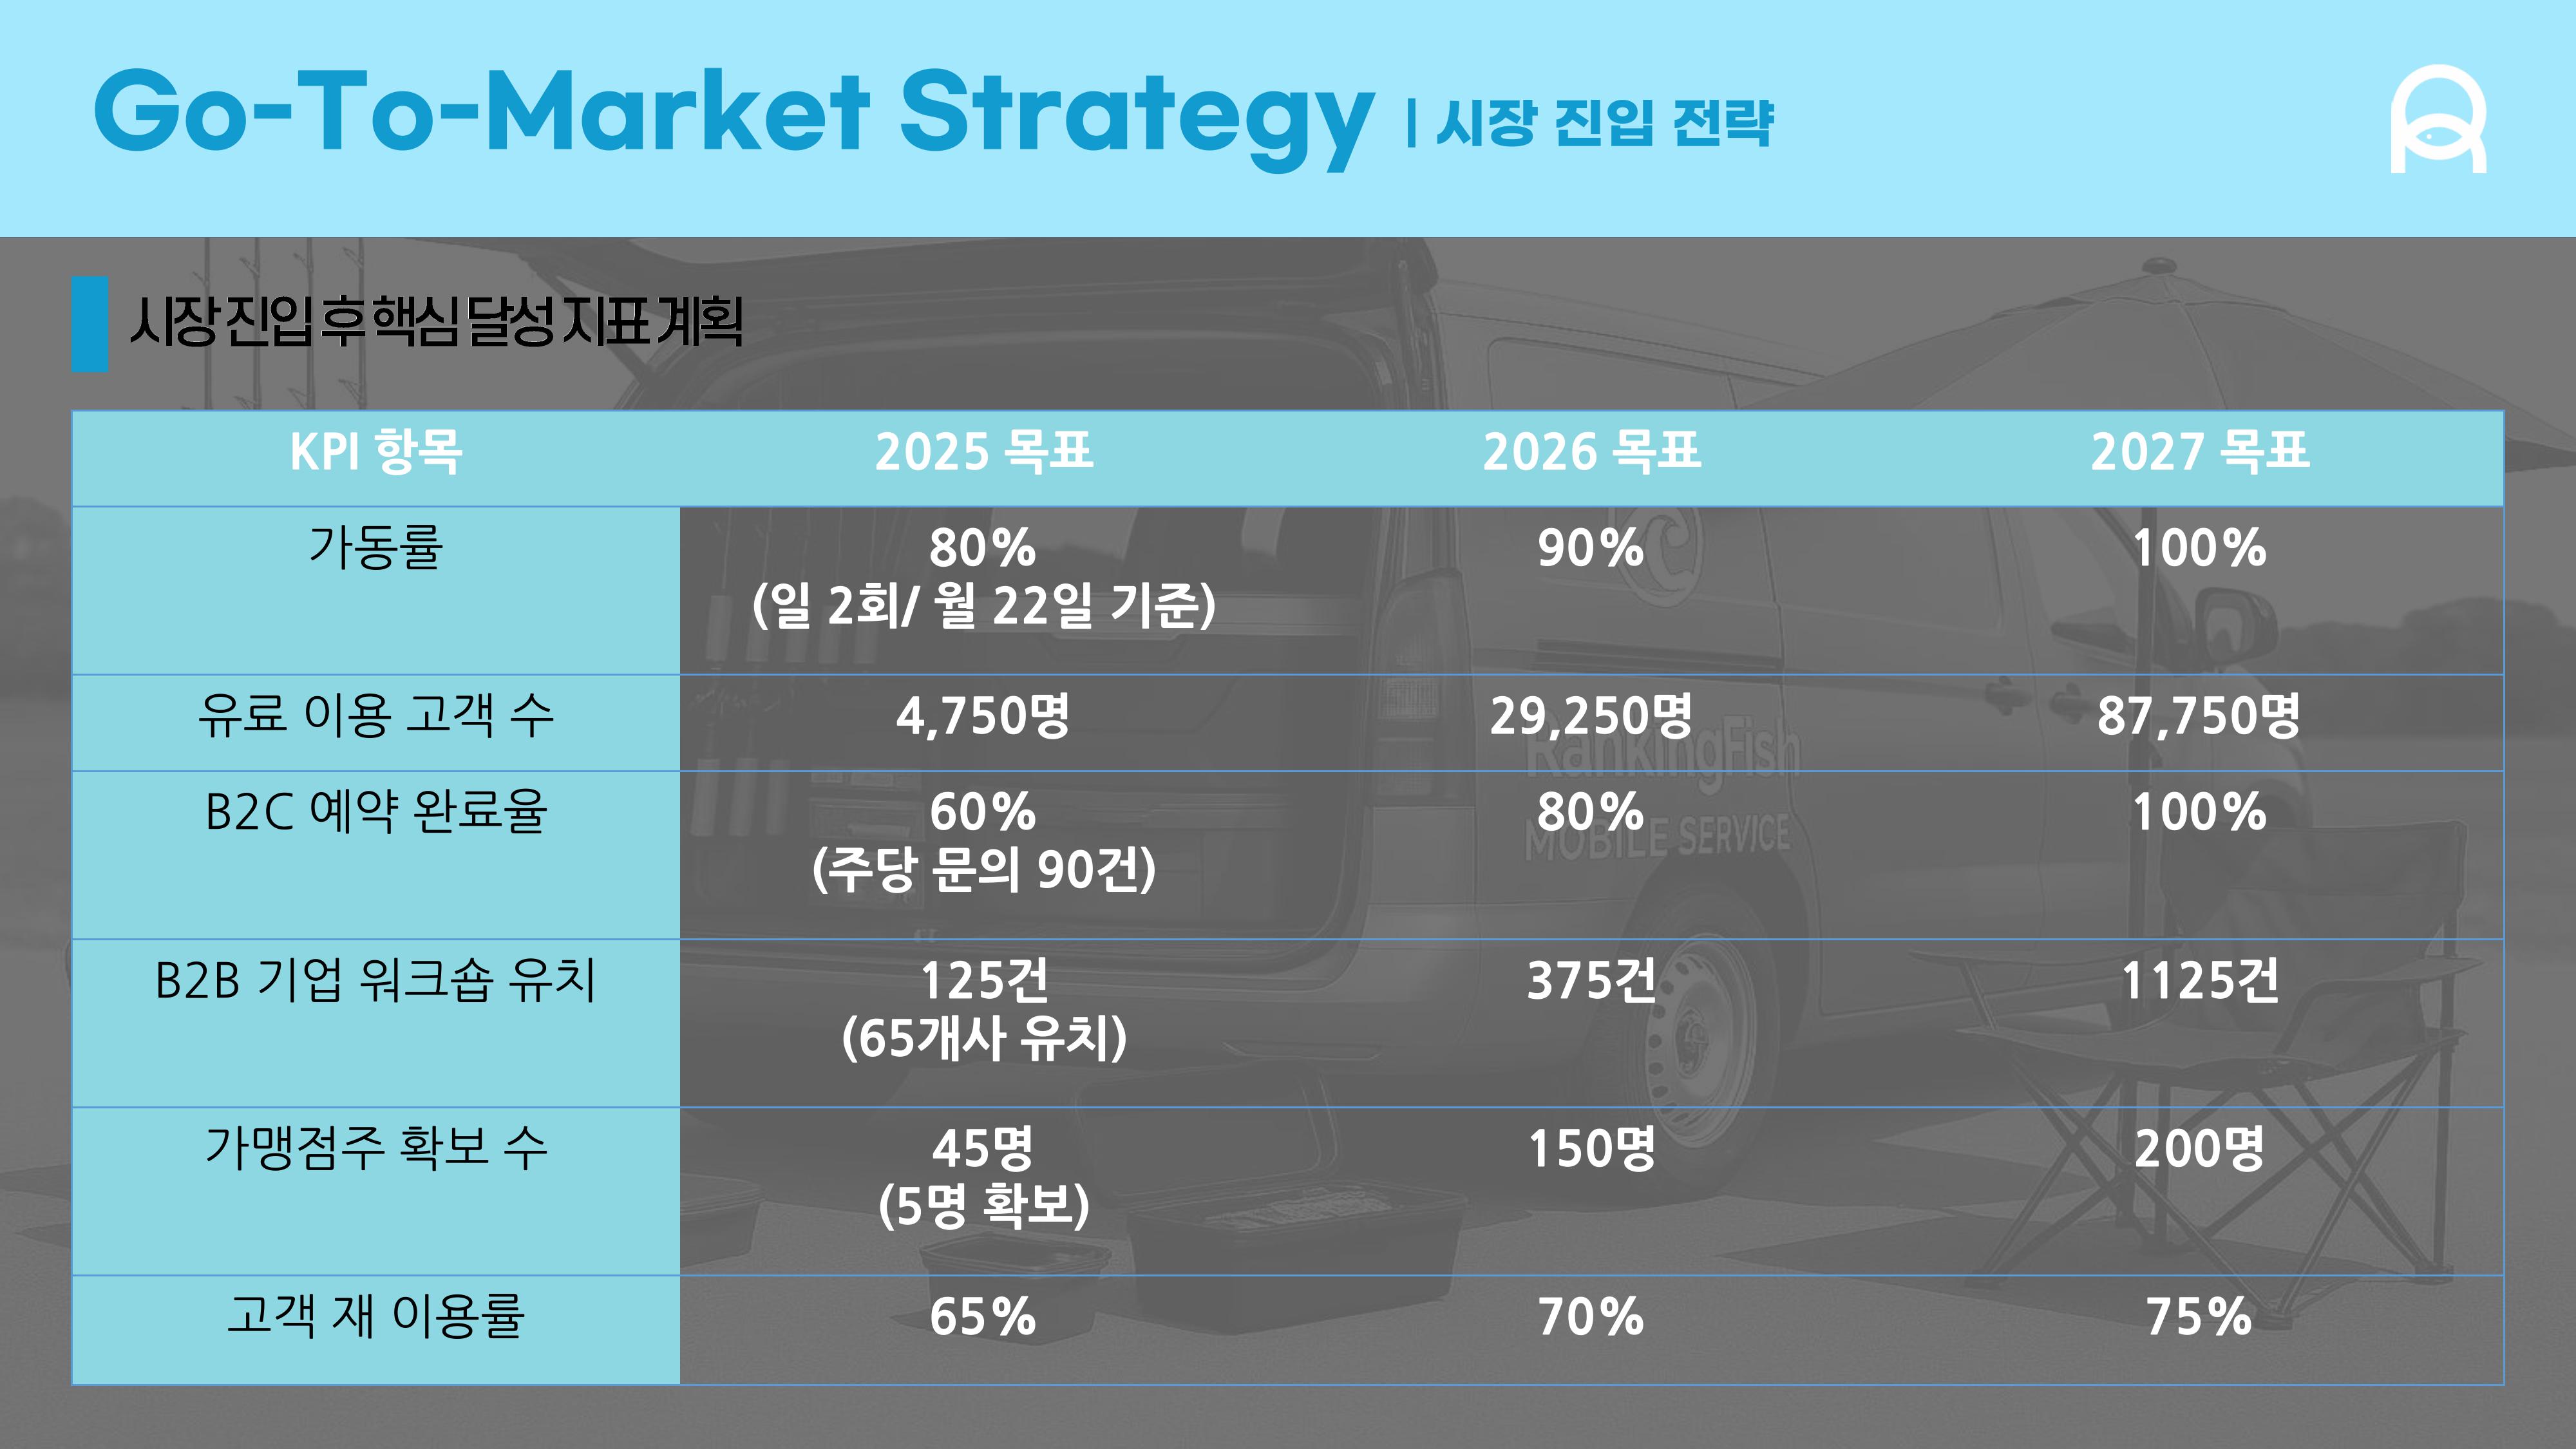 Go-To-Market Strategy | 시장 진입 전략
시장 진입 후 핵심 달성 지표 계획
KPI 항목 2025 목표 2026 목표 2027 목표
가동률 80% 90% 100%
(일 2회/ 월 22일 기준)
유료 이용 고객 수 4,750명 29,250명 87,750명
RankingFish
B2C 예약 완료율 60% 80% 100%
MOBILE SERVICE
(주당 문의 90건)
B2B 기업 워크숍 유치 125건 375건 1125건
(65개사 유치)
가맹점주 확보 수 45명 150명 200명
(5명 확보)
고객 재 이용률 65% 70% 75%